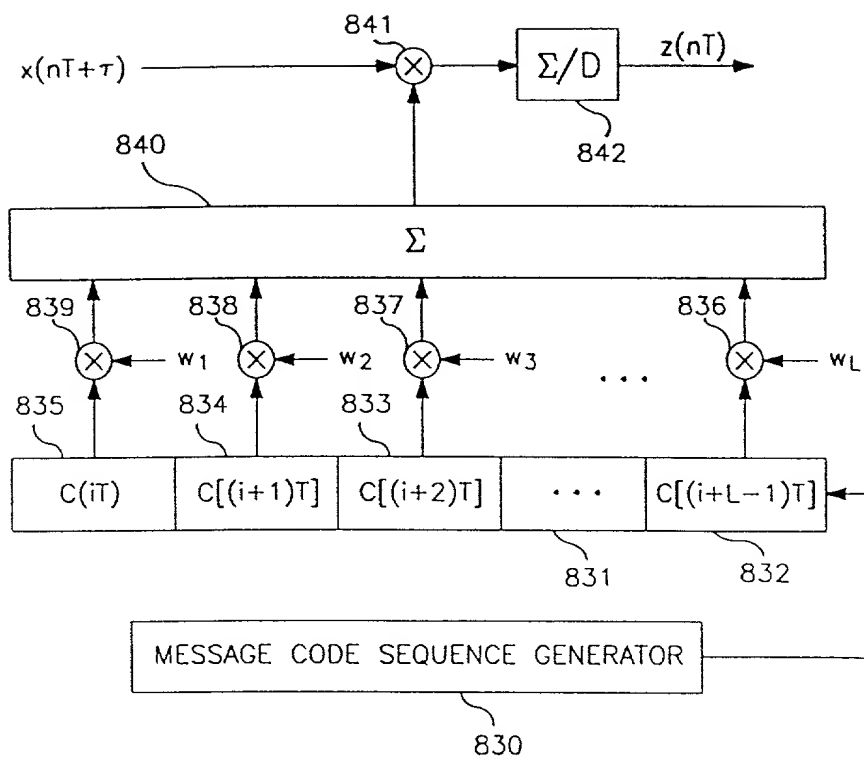 841
x(nT+τ)
Σ/D
z(nT)
842
840
Σ
839
838
837
836
w1
w2
w3
...
wL
835
834
833
C(iT)
C[(i+1)T]
C[(i+2)T]
...
C[(i+L-1)T]
831
832
MESSAGE CODE SEQUENCE GENERATOR
830